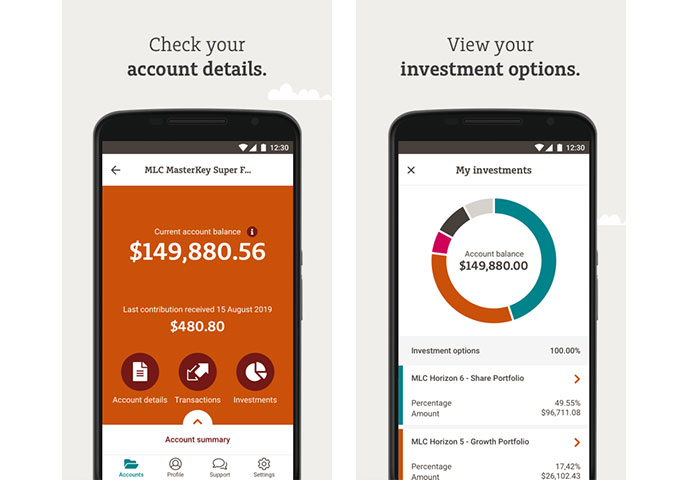 Check your
account details.
12:30
MLC MasterKey Super F...
Current account balance i
$149,880.56
Last contribution received 15 August 2019
$480.80
Account details Transactions Investments
Account summary
Accounts Profile Support Settings
View your
investment options.
12:30
My investments
Account balance
$149,880.00
Investment options 100.00%
MLC Horizon 6 - Share Portfolio
Percentage 49.55%
Amount $96,711.08
MLC Horizon 5 - Growth Portfolio
Percentage 17,42%
Amount $26,102.43